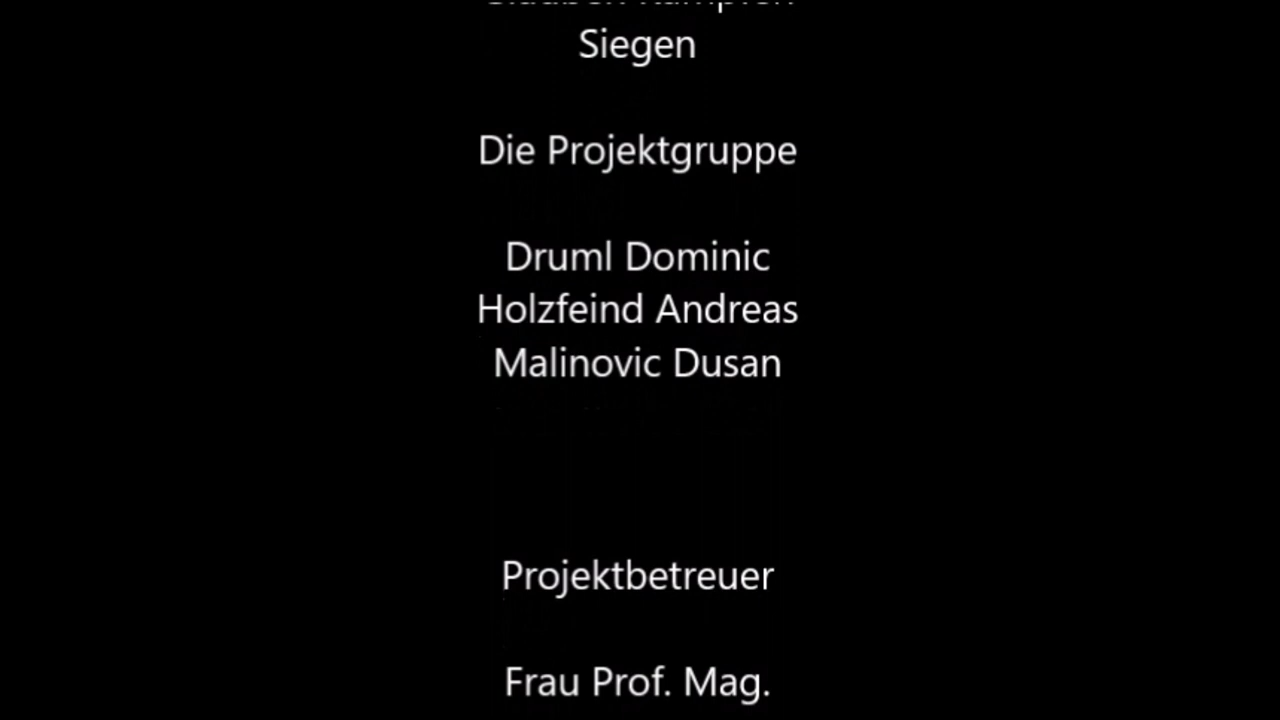 Siegen
Die Projektgruppe
Druml Dominic
Holzfeind Andreas
Malinovic Dusan
Projektbetreuer
Frau Prof. Mag.